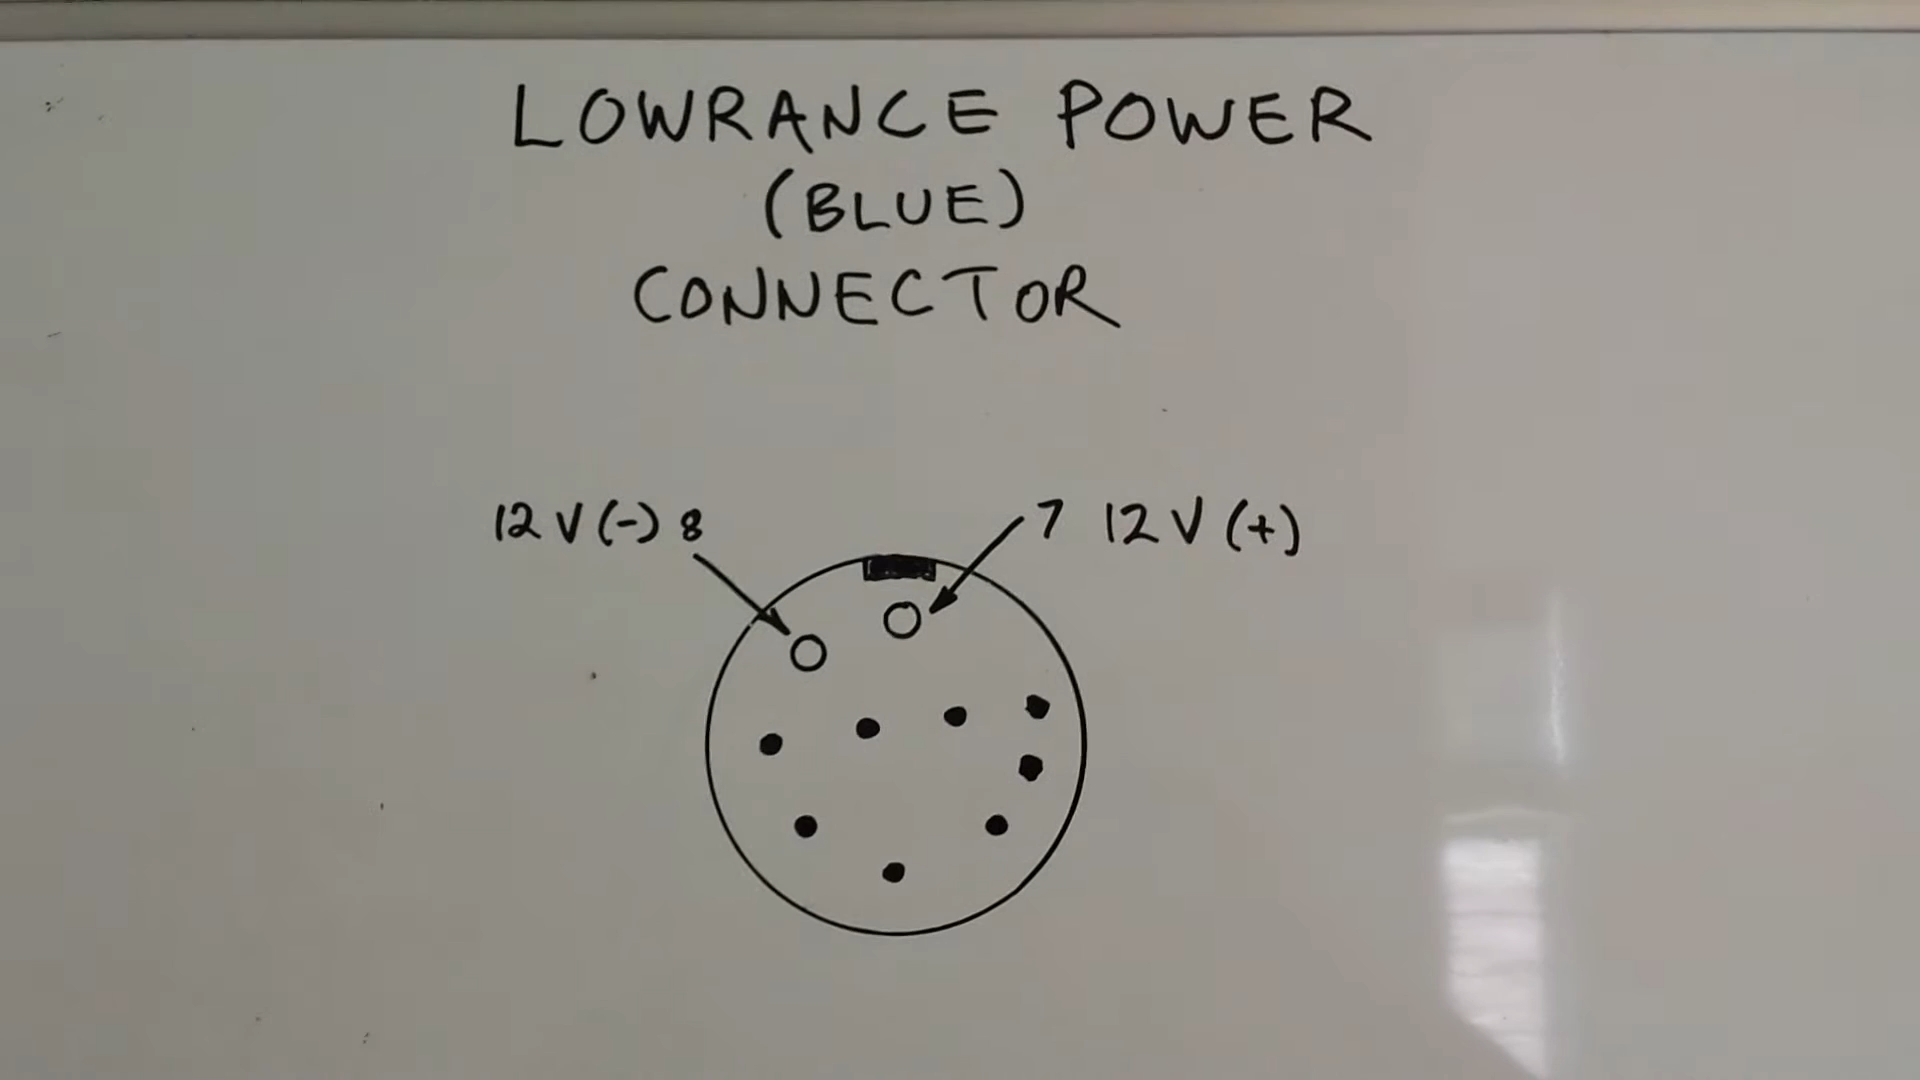 LOWRANCE POWER
(BLUE)
CONNECTOR
12 V (-) 8
7 12 V (+)